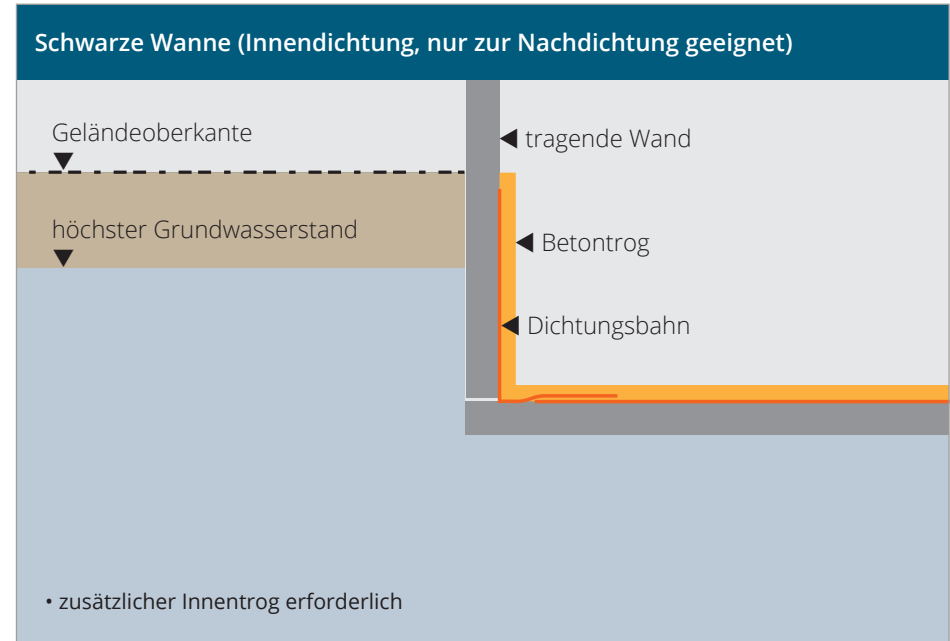 Schwarze Wanne (Innendichtung, nur zur Nachdichtung geeignet)
Geländeoberkante
tragende Wand
höchster Grundwasserstand
Betontrog
Dichtungsbahn
• zusätzlicher Innentrog erforderlich